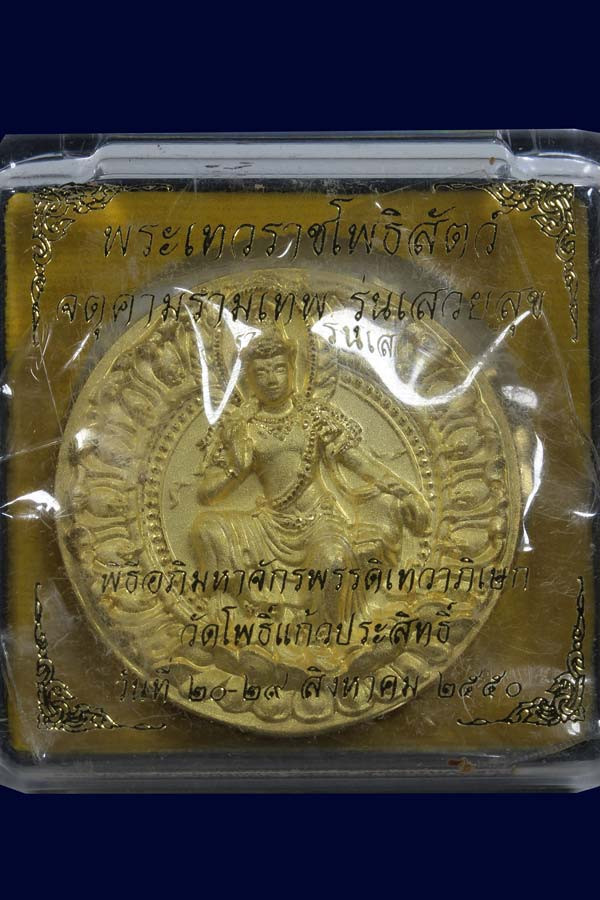 พระเทวราชโพธิสัตว์
จตุคามรามเทพ รุ่นเสวยสุข
รุ่นเส
พิธีอภิมหาจักรพรรดิเทวาภิเษก
วัดโพธิ์แก้วประสิทธิ์
วันที่ ๒๐-๒๙ สิงหาคม ๒๕๕๐